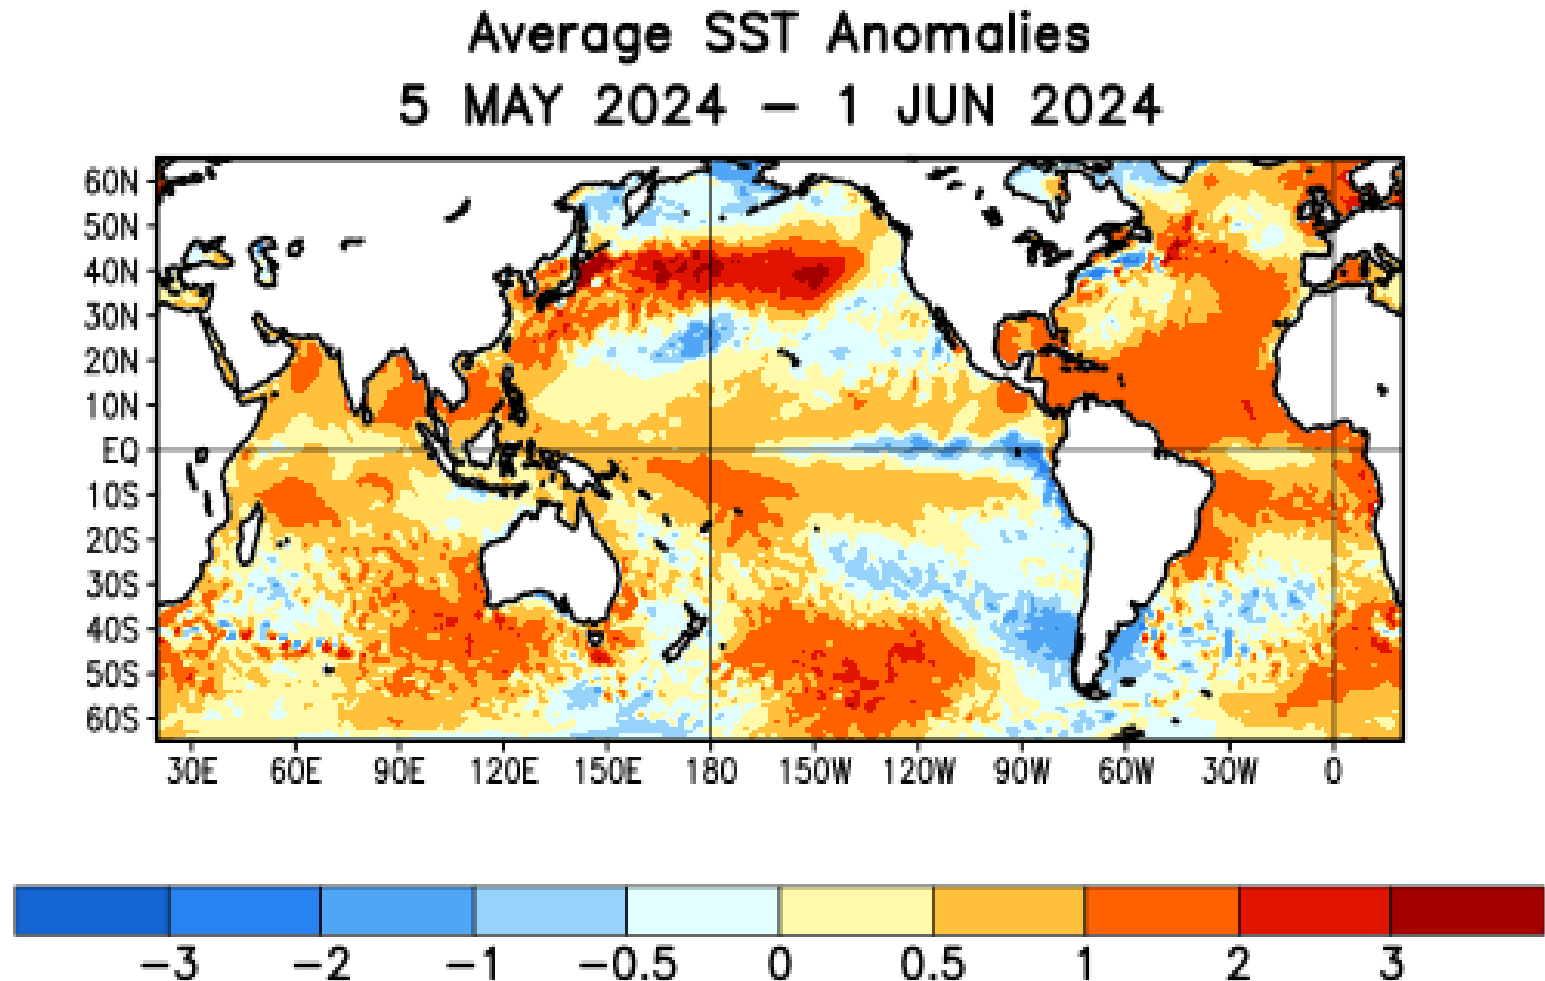 Average SST Anomalies
5 MAY 2024 – 1 JUN 2024
60N
50N
40N
30N
20N
10N
EQ
10S
20S
30S
40S
50S
60S
30E 60E 90E 120E 150E 180 150W 120W 90W 60W 30W 0
−3 −2 −1 −0.5 0 0.5 1 2 3